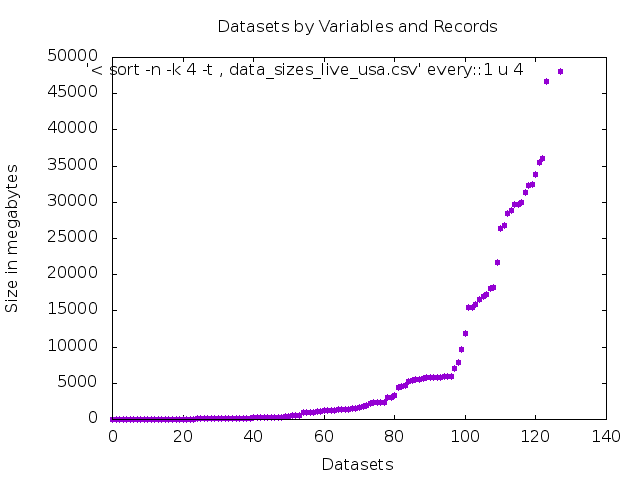 Datasets by Variables and Records
50000
'< sort -n -k 4 -t , data_sizes_live_usa.csv' every::1 u 4
45000
40000
35000
30000
25000
20000
15000
10000
5000
0
Size in megabytes
0 20 40 60 80 100 120 140
Datasets